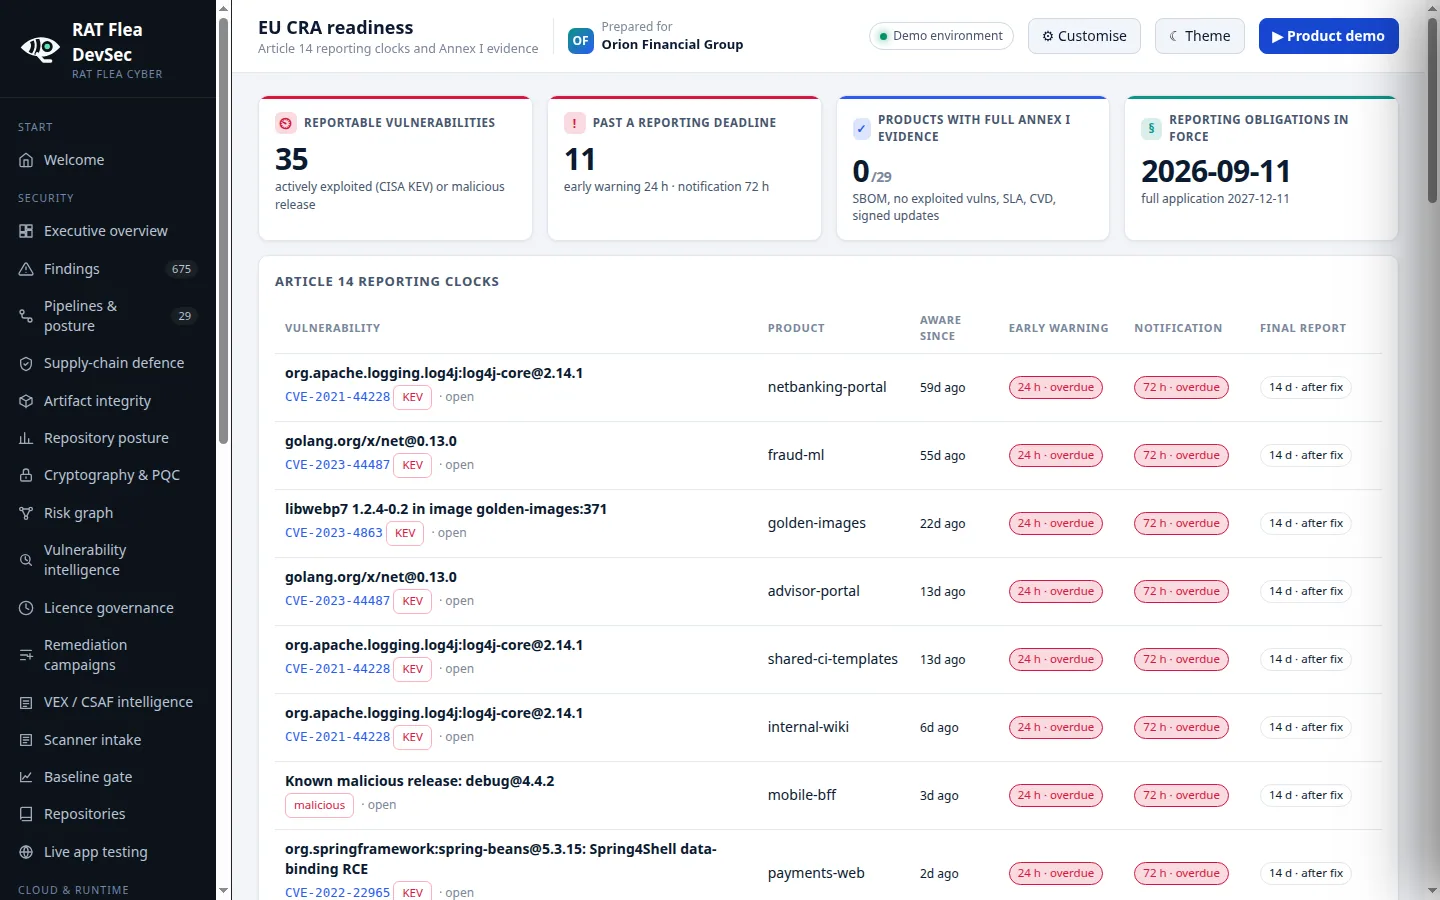 RAT Flea
DevSec
RAT FLEA CYBER
START
Welcome
SECURITY
Executive overview
Findings 675
Pipelines &
posture 29
Supply-chain defence
Artifact integrity
Repository posture
Cryptography & PQC
Risk graph
Vulnerability
intelligence
Licence governance
Remediation
campaigns
VEX / CSAF intelligence
Scanner intake
Baseline gate
Repositories
Live app testing
CLOUD & RUNTIME
EU CRA readiness
Article 14 reporting clocks and Annex I evidence
OF
Prepared for
Orion Financial Group
Demo environment
⚙ Customise
☾ Theme
▶ Product demo
REPORTABLE VULNERABILITIES
35
actively exploited (CISA KEV) or malicious
release
! PAST A REPORTING DEADLINE
11
early warning 24 h · notification 72 h
✓ PRODUCTS WITH FULL ANNEX I
EVIDENCE
0/29
SBOM, no exploited vulns, SLA, CVD,
signed updates
§ REPORTING OBLIGATIONS IN
FORCE
2026-09-11
full application 2027-12-11
ARTICLE 14 REPORTING CLOCKS
VULNERABILITY PRODUCT AWARE SINCE EARLY WARNING NOTIFICATION FINAL REPORT
org.apache.logging.log4j:log4j-core@2.14.1
CVE-2021-44228 KEV · open
netbanking-portal 59d ago 24 h · overdue 72 h · overdue 14 d · after fix
golang.org/x/net@0.13.0
CVE-2023-44487 KEV · open
fraud-ml 55d ago 24 h · overdue 72 h · overdue 14 d · after fix
libwebp7 1.2.4-0.2 in image golden-images:371
CVE-2023-4863 KEV · open
golden-images 22d ago 24 h · overdue 72 h · overdue 14 d · after fix
golang.org/x/net@0.13.0
CVE-2023-44487 KEV · open
advisor-portal 13d ago 24 h · overdue 72 h · overdue 14 d · after fix
org.apache.logging.log4j:log4j-core@2.14.1
CVE-2021-44228 KEV · open
shared-ci-templates 13d ago 24 h · overdue 72 h · overdue 14 d · after fix
org.apache.logging.log4j:log4j-core@2.14.1
CVE-2021-44228 KEV · open
internal-wiki 6d ago 24 h · overdue 72 h · overdue 14 d · after fix
Known malicious release: debug@4.4.2
malicious · open
mobile-bff 3d ago 24 h · overdue 72 h · overdue 14 d · after fix
org.springframework:spring-beans@5.3.15: Spring4Shell data-
binding RCE
CVE-2022-22965 KEV · open
payments-web 2d ago 24 h · overdue 72 h · overdue 14 d · after fix